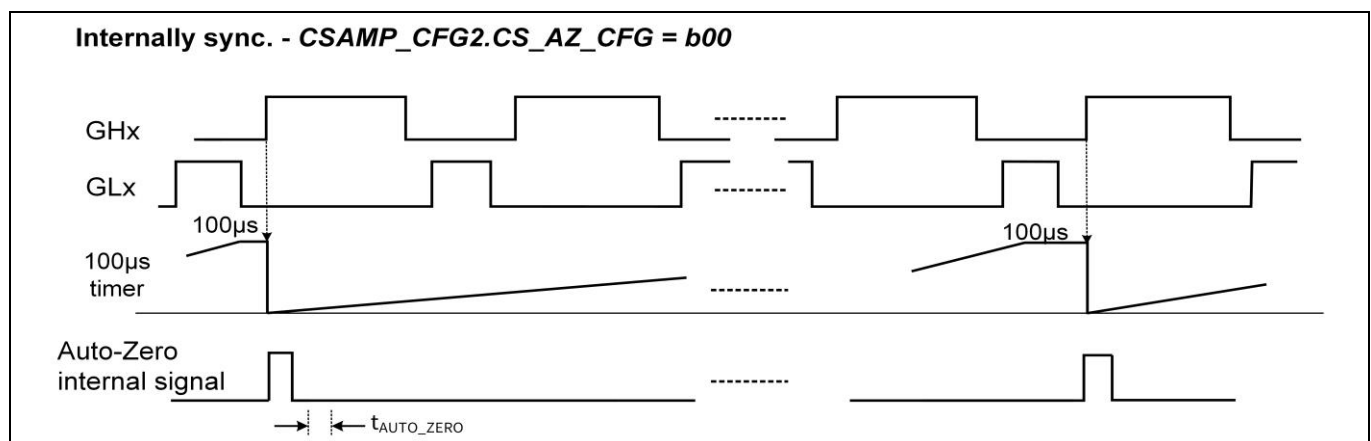 Internally sync. - CSAMP_CFG2.CS_AZ_CFG = b00
GHx
GLx
100µs
100µs
100µs
timer
Auto-Zero
internal signal
tAUTO_ZERO